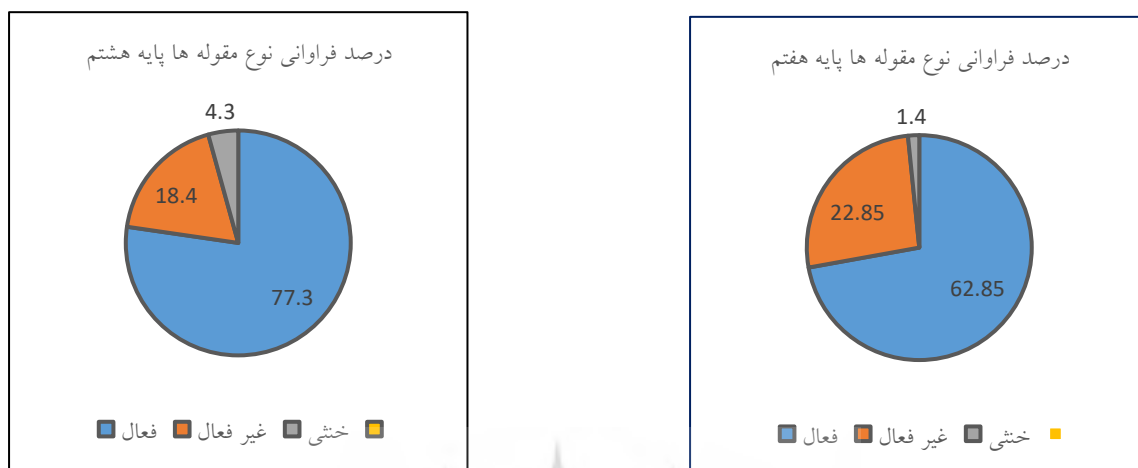 درصد فراوانی نوع مقوله ها پایه هفتم
1.4
22.85
62.85
فعال غیر فعال خنثی
درصد فراوانی نوع مقوله ها پایه هشتم
4.3
18.4
77.3
فعال غیر فعال خنثی